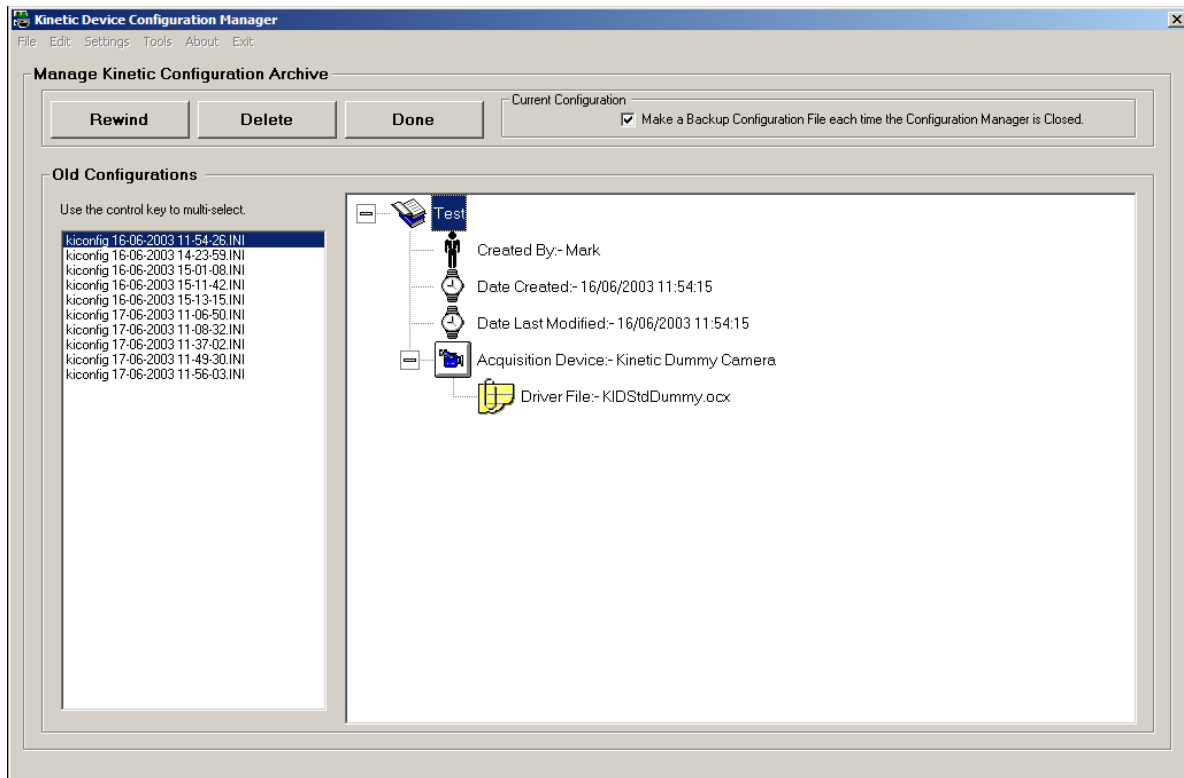 Kinetic Device Configuration Manager
File Edit Settings Tools About Exit
Manage Kinetic Configuration Archive
Rewind Delete Done
Current Configuration
Make a Backup Configuration File each time the Configuration Manager is Closed.
Old Configurations
Use the control key to multi-select.
kiconfig 16-06-2003 11-54-26.INI
kiconfig 16-06-2003 14-23-59.INI
kiconfig 16-06-2003 15-01-08.INI
kiconfig 16-06-2003 15-11-42.INI
kiconfig 16-06-2003 15-13-15.INI
kiconfig 17-06-2003 11-06-50.INI
kiconfig 17-06-2003 11-08-32.INI
kiconfig 17-06-2003 11-37-02.INI
kiconfig 17-06-2003 11-49-30.INI
kiconfig 17-06-2003 11-56-03.INI
Test
Created By:- Mark
Date Created:- 16/06/2003 11:54:15
Date Last Modified:- 16/06/2003 11:54:15
Acquisition Device:- Kinetic Dummy Camera
Driver File:- KIDStdDummy.ocx